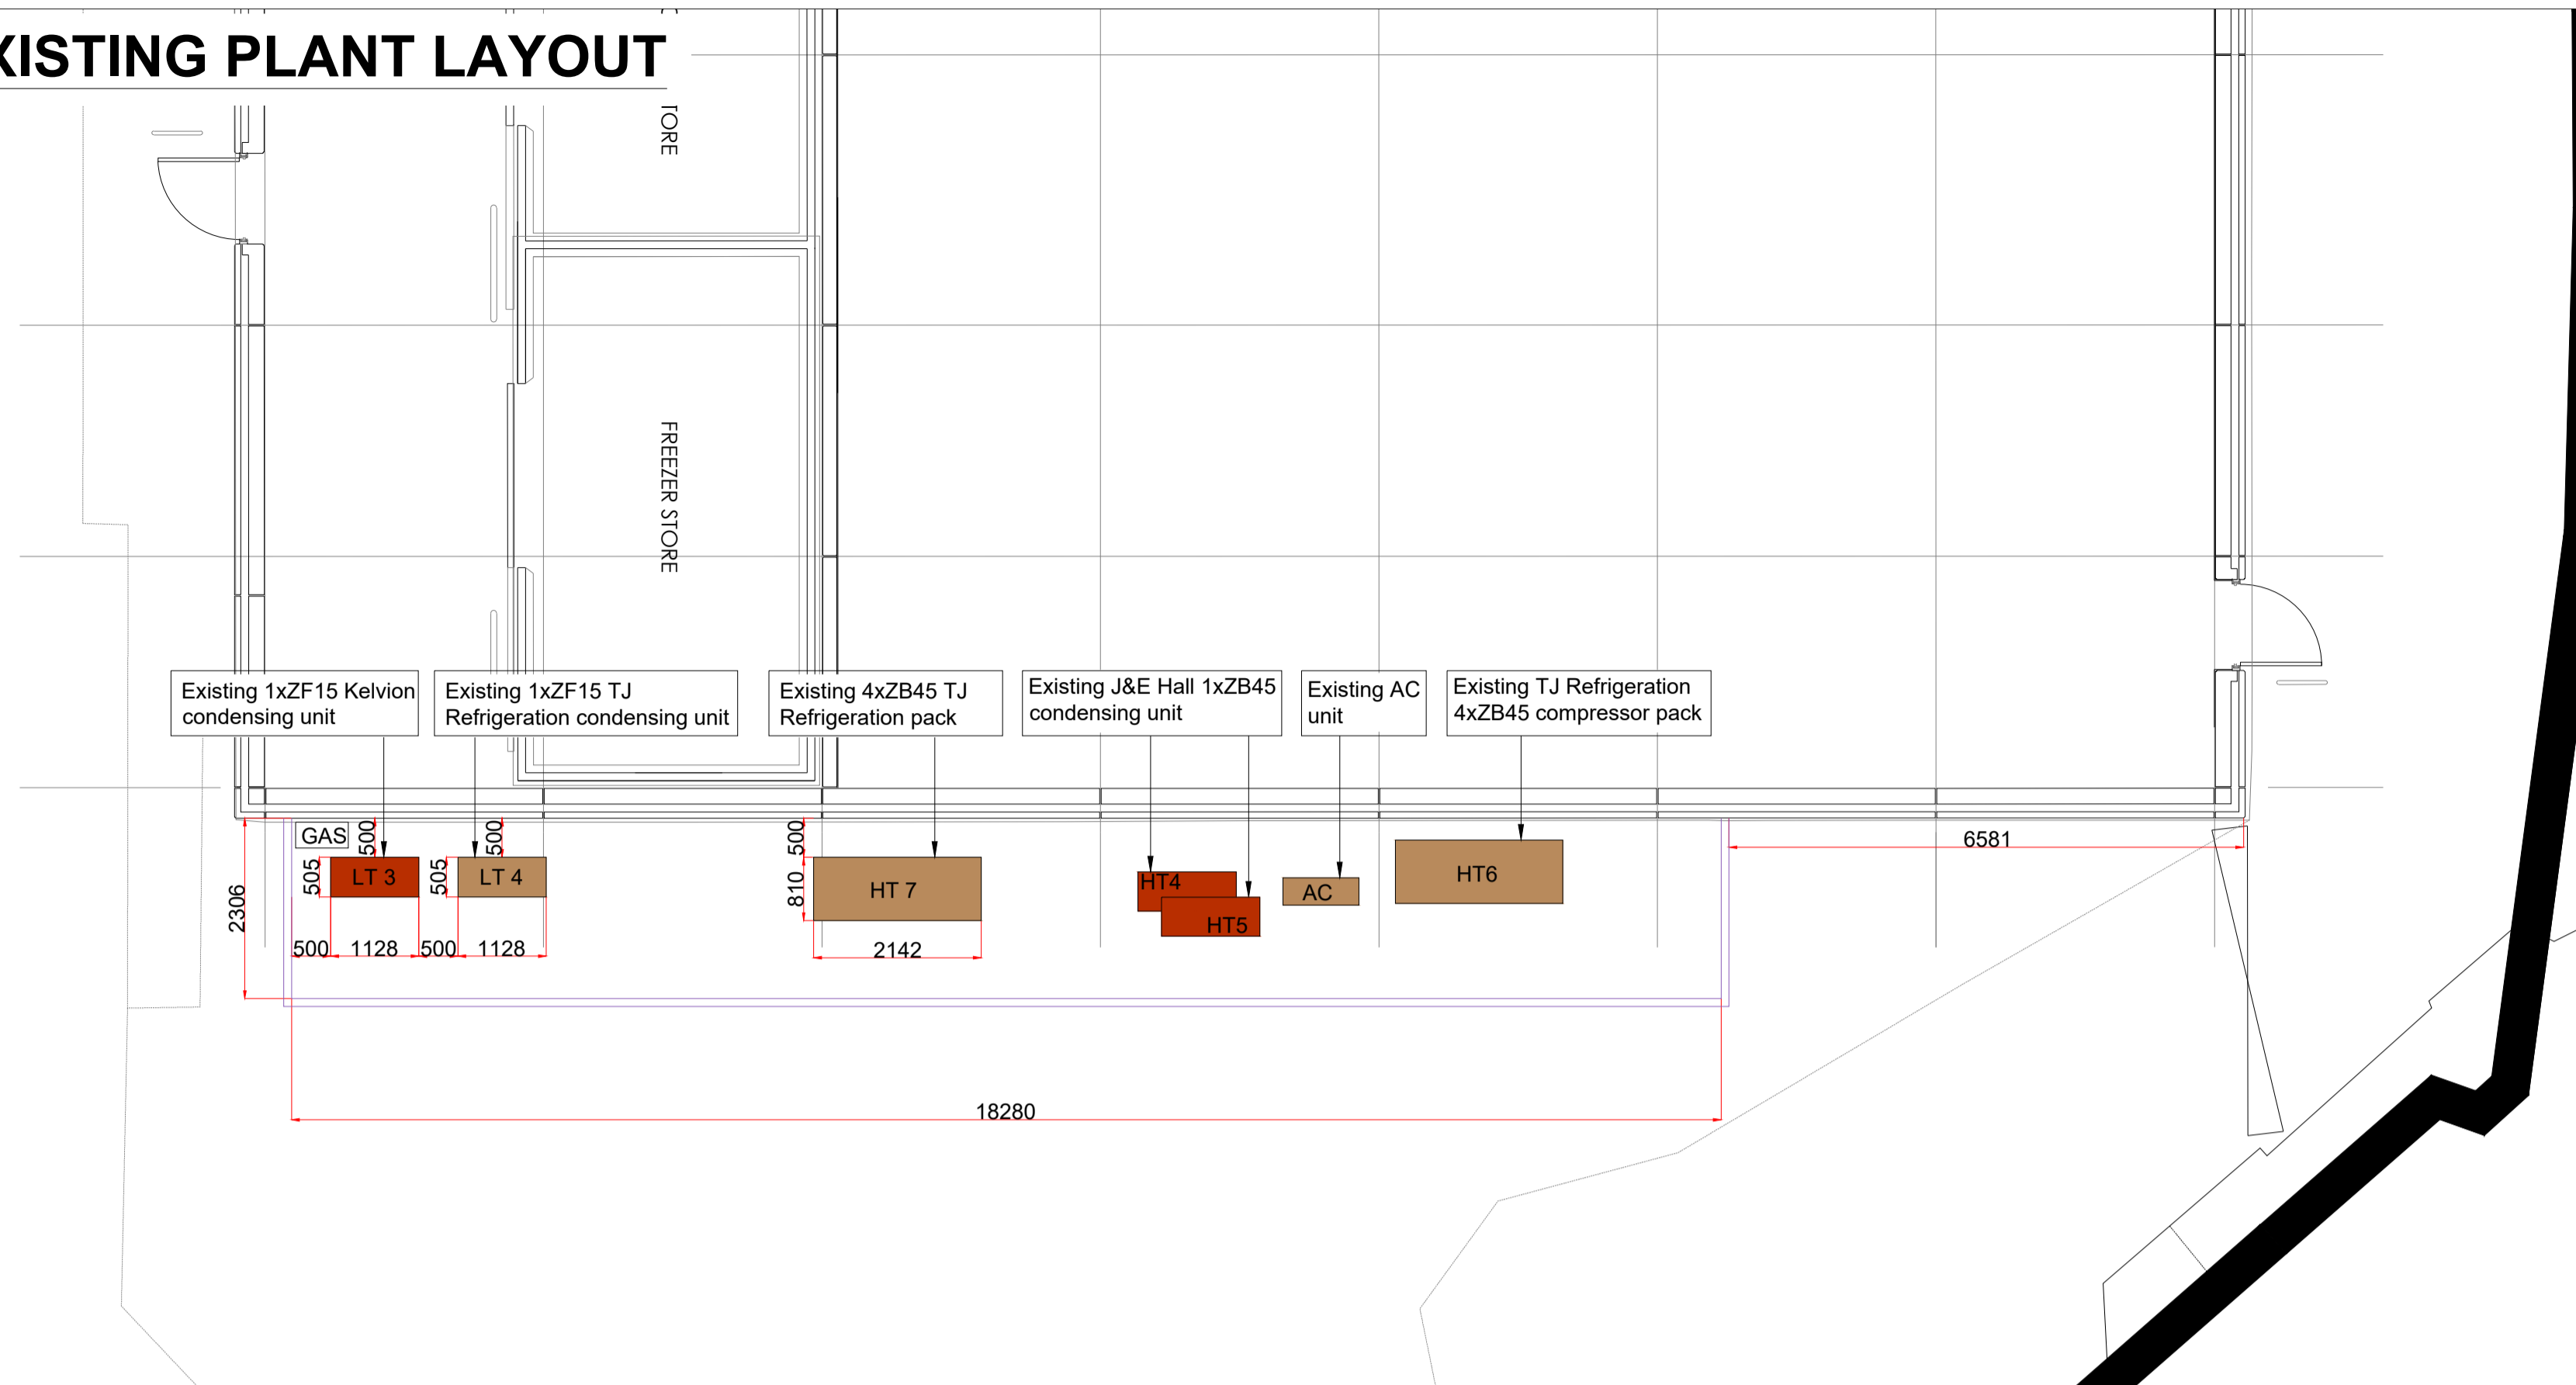 XISTING PLANT LAYOUT
TORE
FREEZER STORE
Existing 1xZF15 Kelvion
condensing unit
Existing 1xZF15 TJ
Refrigeration condensing unit
Existing 4xZB45 TJ
Refrigeration pack
Existing J&E Hall 1xZB45
condensing unit
Existing AC
unit
Existing TJ Refrigeration
4xZB45 compressor pack
GAS
500
500
500
6581
505
LT 3
505
LT 4
810
HT 7
HT4
HT5
AC
HT6
2306
500
1128
500
1128
2142
18280